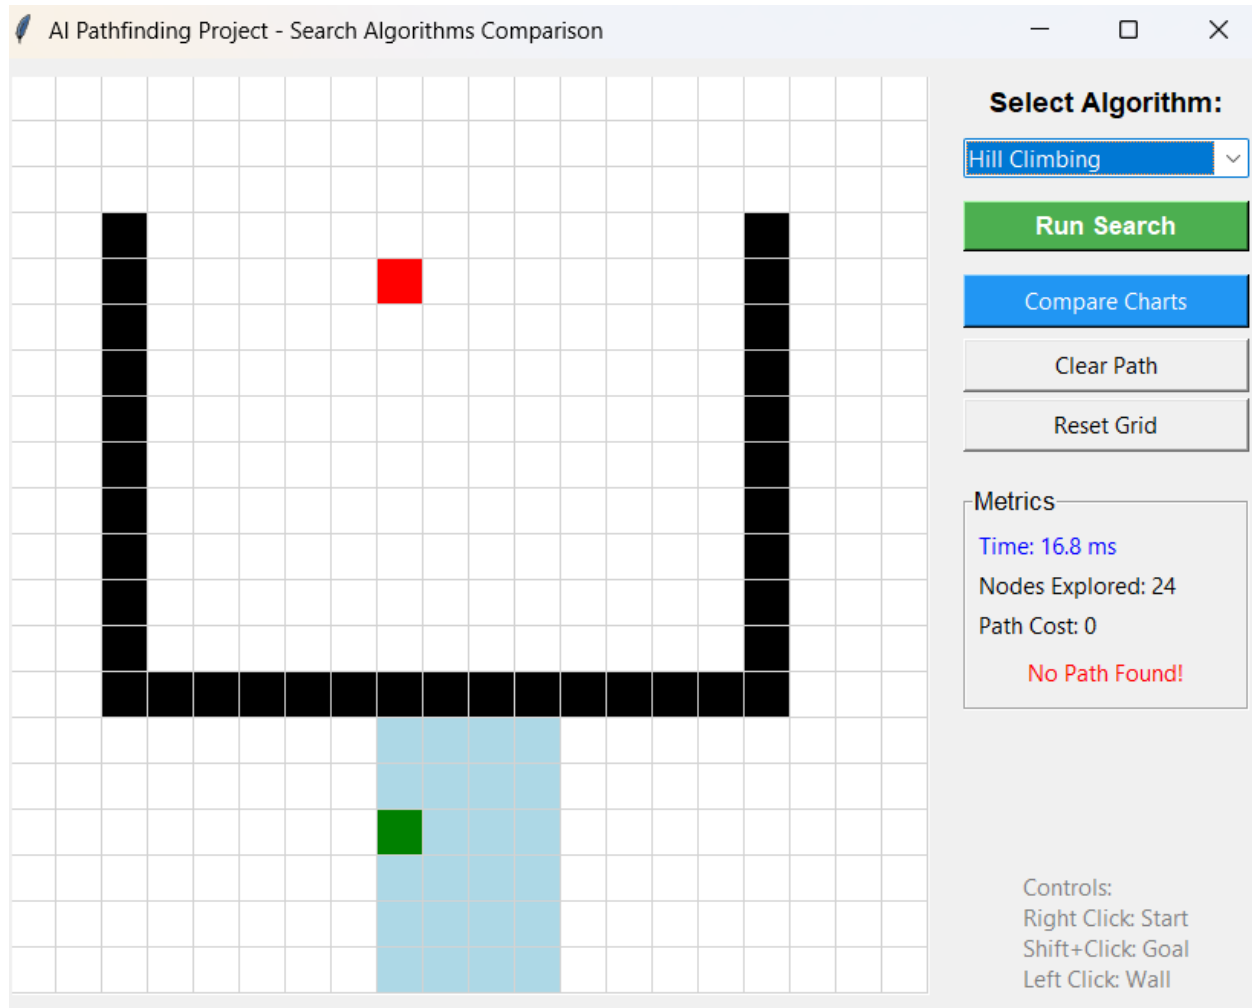 AI Pathfinding Project - Search Algorithms Comparison
Select Algorithm:
Hill Climbing
Run Search
Compare Charts
Clear Path
Reset Grid
Metrics
Time: 16.8 ms
Nodes Explored: 24
Path Cost: 0
No Path Found!
Controls:
Right Click: Start
Shift+Click: Goal
Left Click: Wall